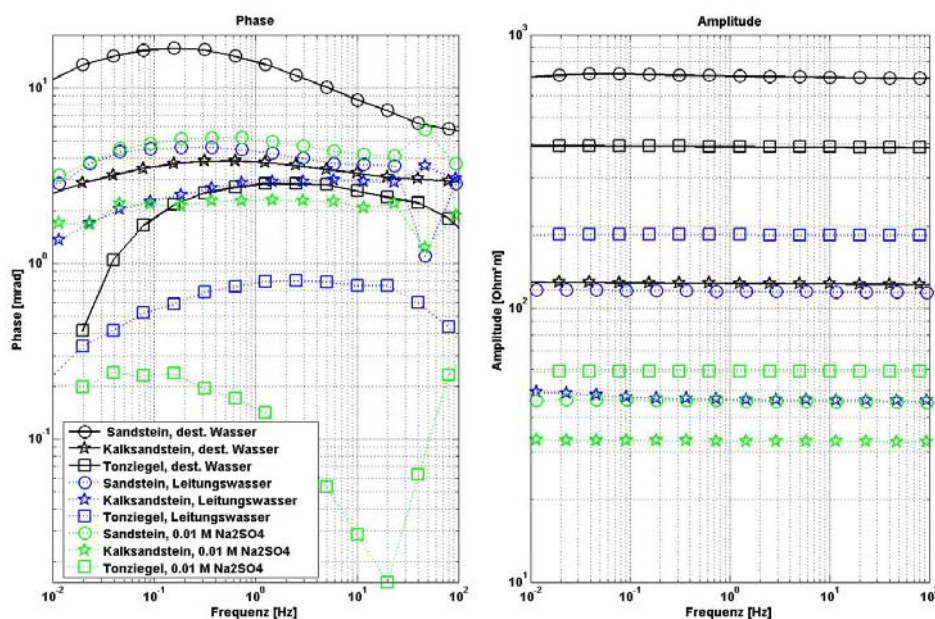 Phase
Phase [mrad]
10^1
10^0
10^-1
Sandstein, dest. Wasser
Kalksandstein, dest. Wasser
Tonziegel, dest. Wasser
Sandstein, Leitungswasser
Kalksandstein, Leitungswasser
Tonziegel, Leitungswasser
Sandstein, 0.01 M Na2SO4
Kalksandstein, 0.01 M Na2SO4
Tonziegel, 0.01 M Na2SO4
10^-2 10^-1 10^0 10^1 10^2
Frequenz [Hz]
Amplitude
Amplitude [Ohm*m]
10^3
10^2
10^1
10^-2 10^-1 10^0 10^1 10^2
Frequenz [Hz]